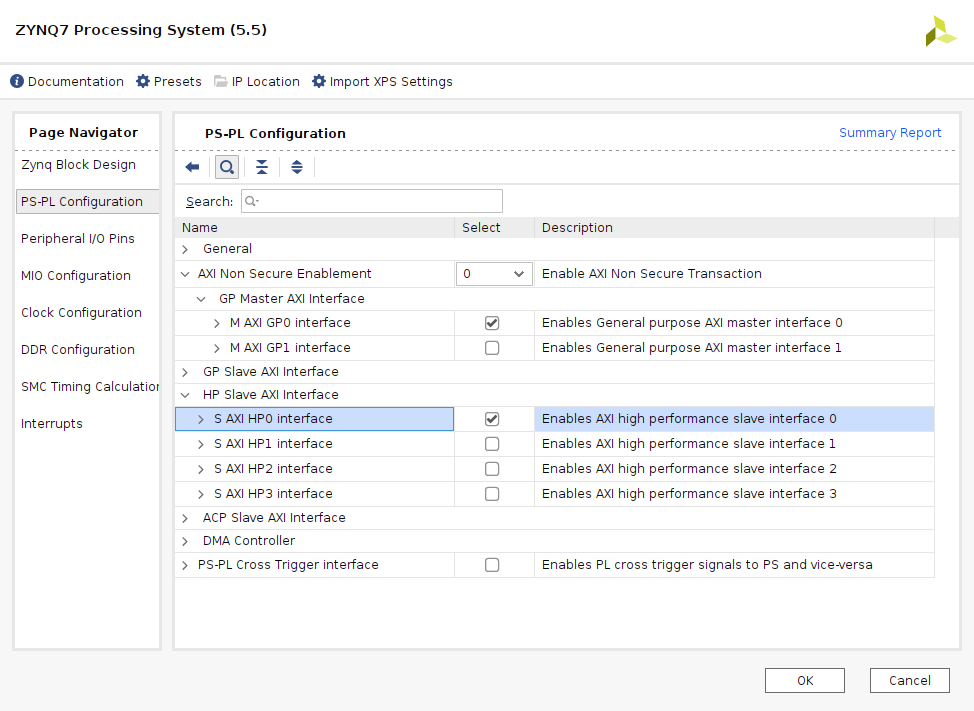 ZYNQ7 Processing System (5.5)
Documentation Presets IP Location Import XPS Settings
Page Navigator
Zynq Block Design
PS-PL Configuration
Peripheral I/O Pins
MIO Configuration
Clock Configuration
DDR Configuration
SMC Timing Calculation
Interrupts
PS-PL Configuration Summary Report
Search:
Name Select Description
General
AXI Non Secure Enablement 0 Enable AXI Non Secure Transaction
GP Master AXI Interface
M AXI GP0 interface Enables General purpose AXI master interface 0
M AXI GP1 interface Enables General purpose AXI master interface 1
GP Slave AXI Interface
HP Slave AXI Interface
S AXI HP0 interface Enables AXI high performance slave interface 0
S AXI HP1 interface Enables AXI high performance slave interface 1
S AXI HP2 interface Enables AXI high performance slave interface 2
S AXI HP3 interface Enables AXI high performance slave interface 3
ACP Slave AXI Interface
DMA Controller
PS-PL Cross Trigger interface Enables PL cross trigger signals to PS and vice-versa
OK Cancel